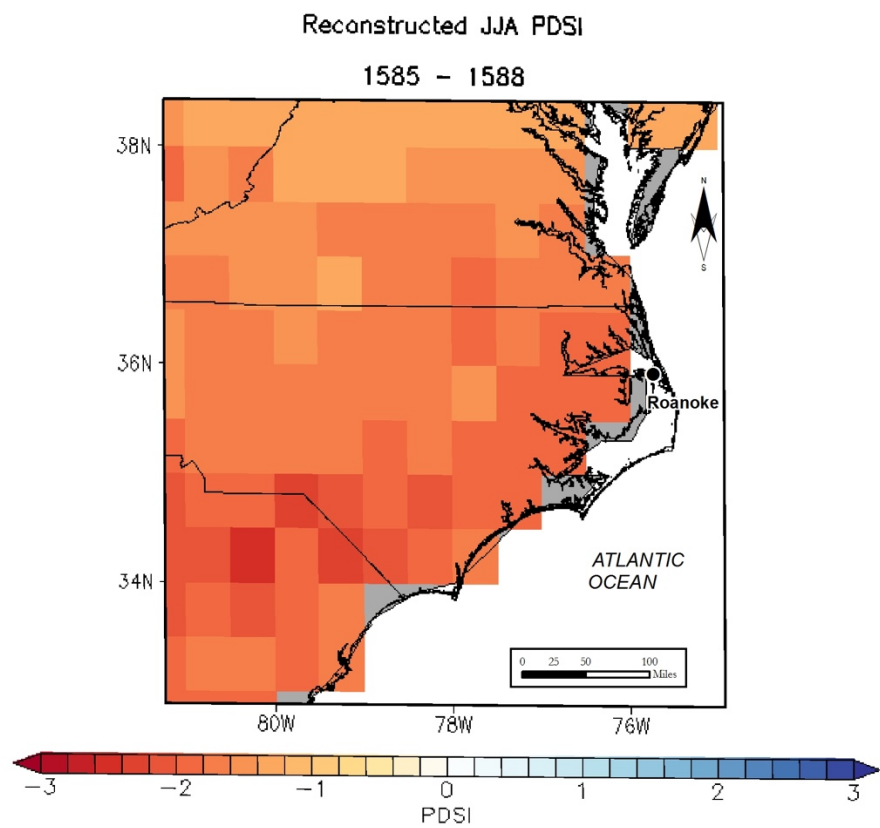 Reconstructed JJA PDSI
1585 – 1588
38N
N
S
36N
Roanoke
34N
ATLANTIC
OCEAN
0 25 50 100
Miles
80W 78W 76W
−3 −2 −1 0 1 2 3
PDSI